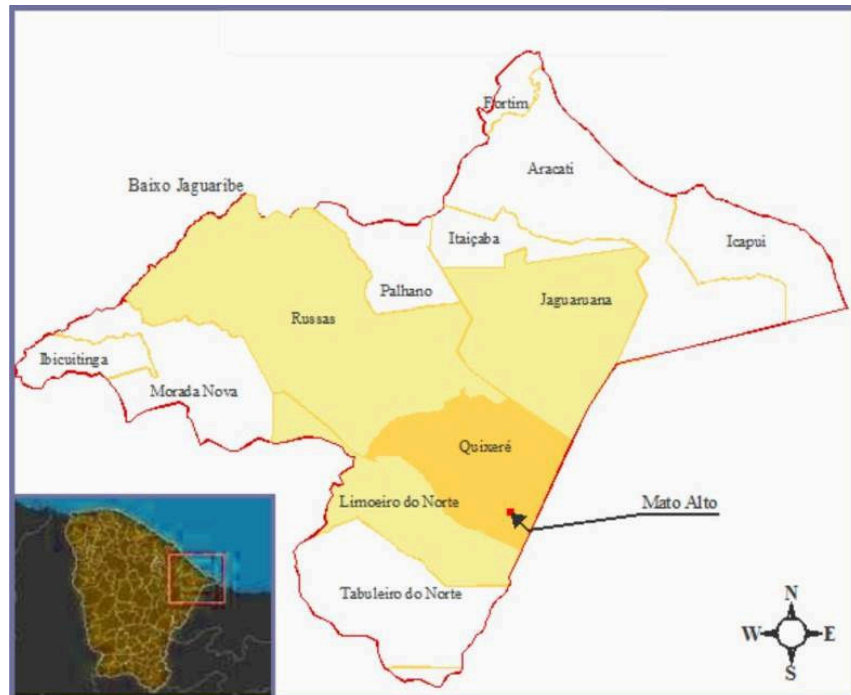 Fortim
Aracati
Baixo Jaguaribe
Itaiçaba
Icapui
Palhano
Jaguaruana
Russas
Ibicuitinga
Morada Nova
Quixeré
Limoeiro do Norte
Mato Alto
Tabuleiro do Norte
N
W E
S